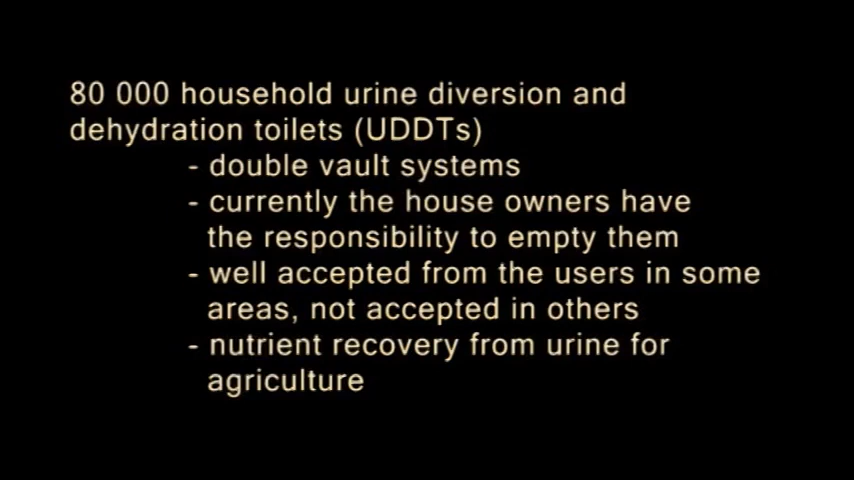 80 000 household urine diversion and
dehydration toilets (UDDTs)
- double vault systems
- currently the house owners have
the responsibility to empty them
- well accepted from the users in some
areas, not accepted in others
- nutrient recovery from urine for
agriculture